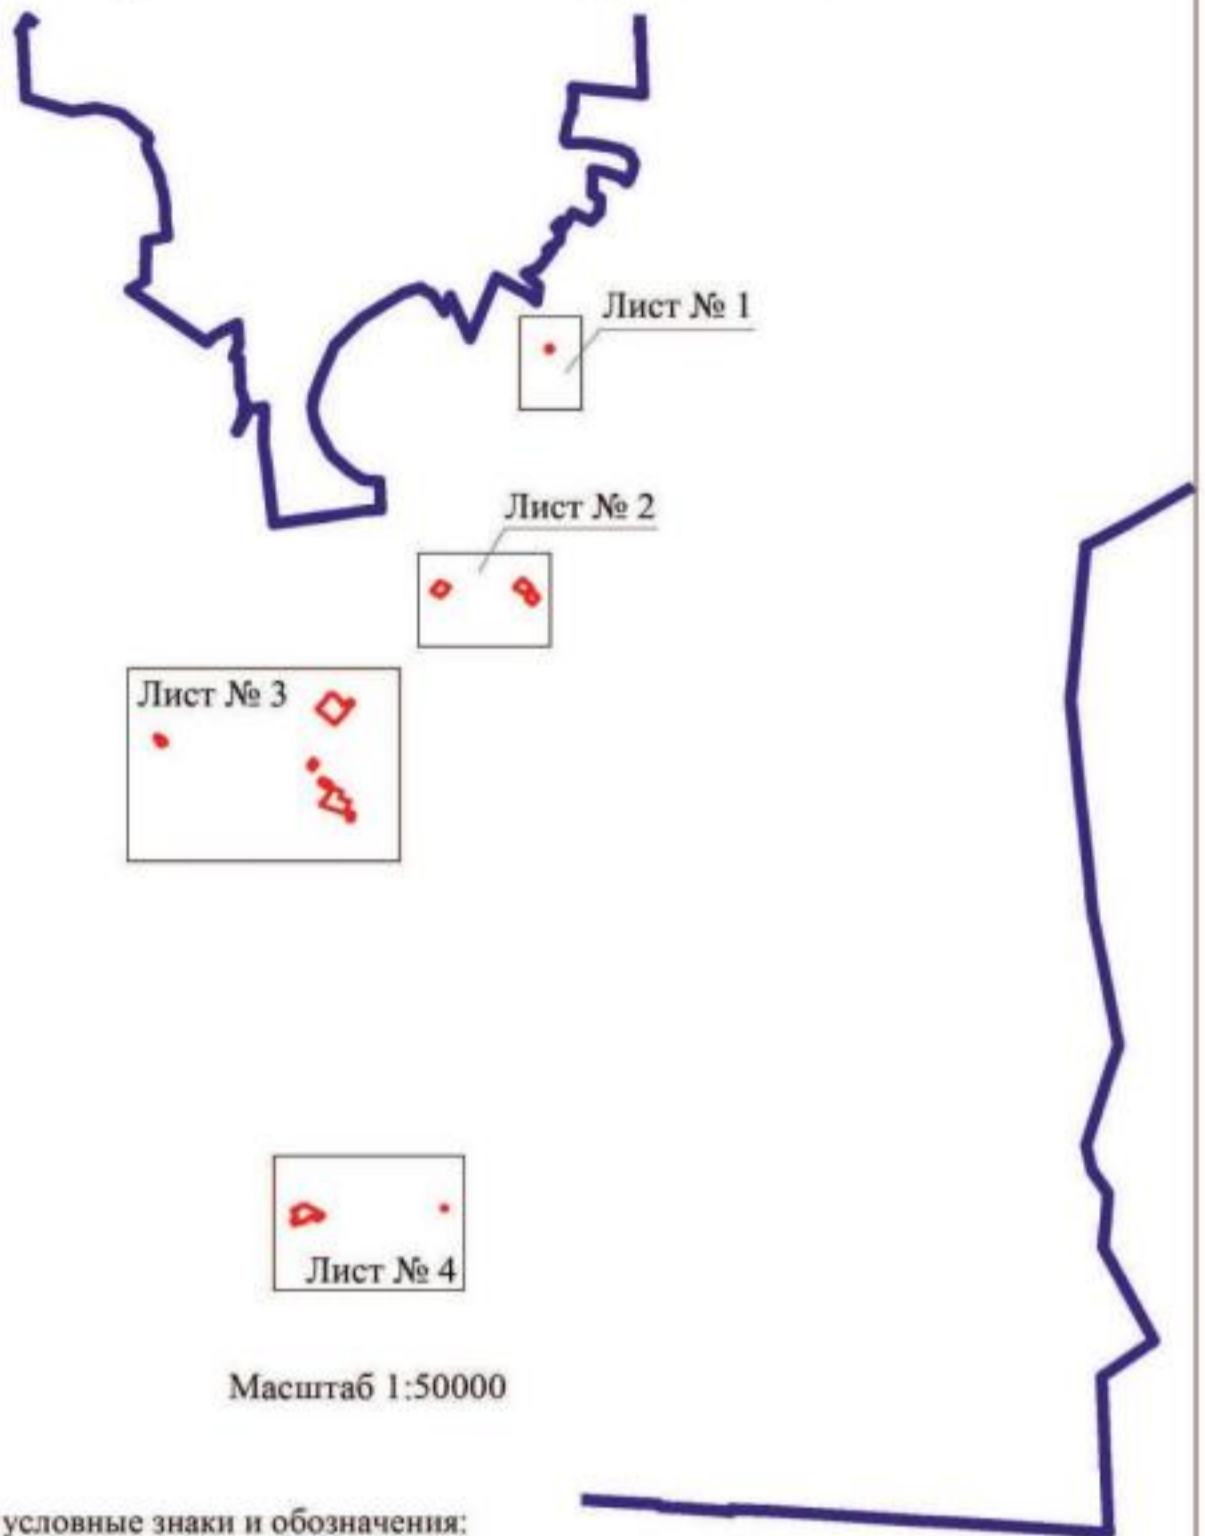 Лист № 1
Лист № 2
Лист № 3
Лист № 4
Масштаб 1:50000
условные знаки и обозначения: